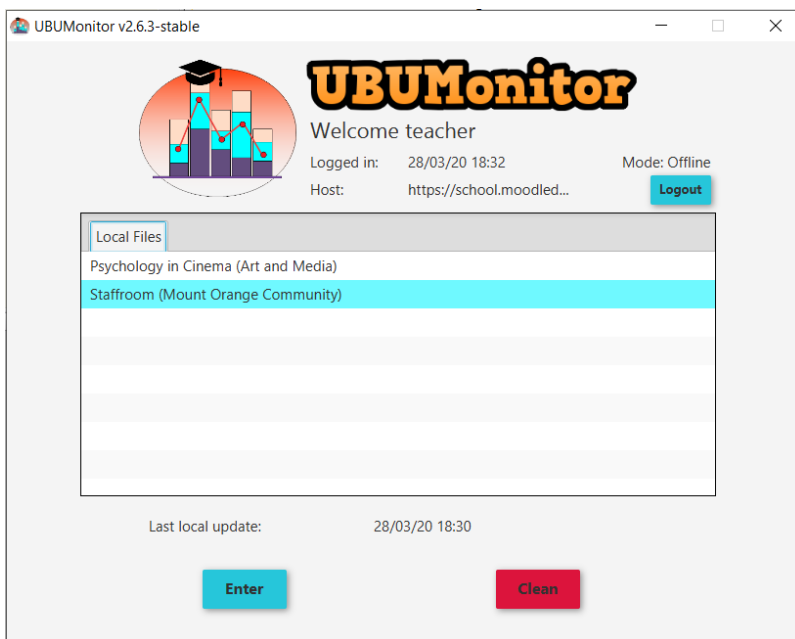 UBUMonitor v2.6.3-stable
UBUMonitor
Welcome teacher
Logged in: 28/03/20 18:32 Mode: Offline
Host: https://school.moodled... Logout
Local Files
Psychology in Cinema (Art and Media)
Staffroom (Mount Orange Community)
Last local update: 28/03/20 18:30
Enter Clean